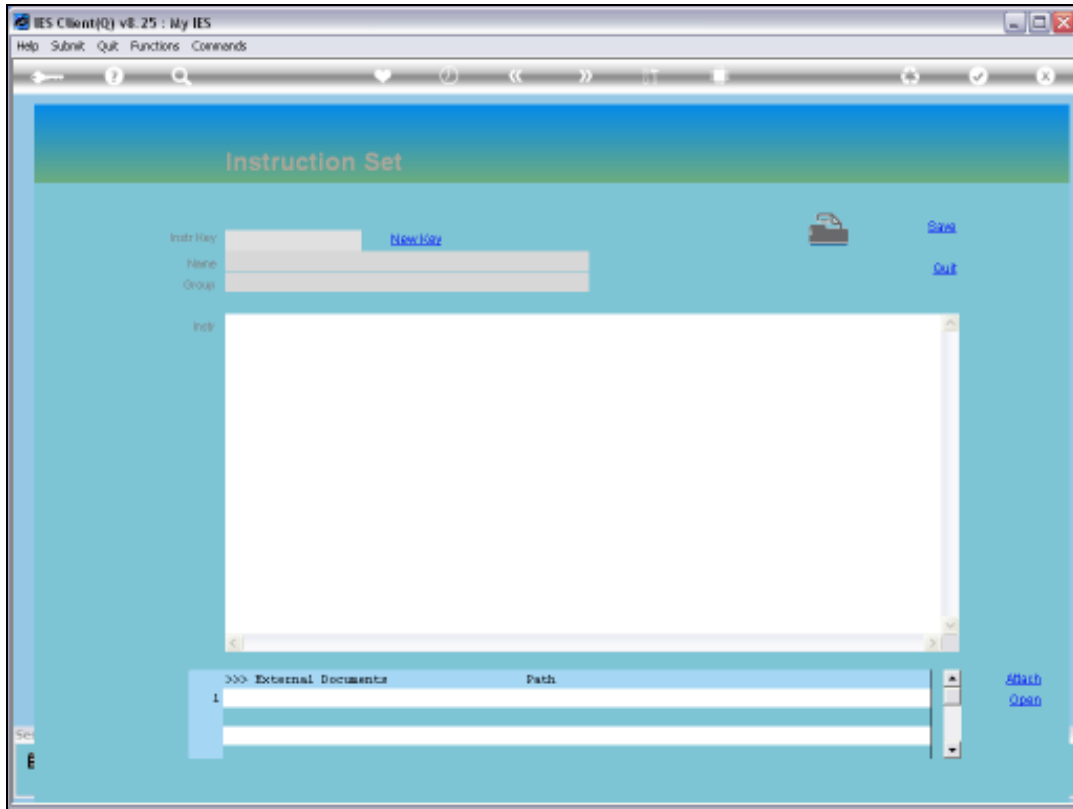 IES Client(Q) v8.25 : My IES
Help Submit Quit Functions Commands
Instruction Set
Instr Key
New Key
Save
Name
Quit
Group
Instr
>>> External Documents Path
Attach
1
Open